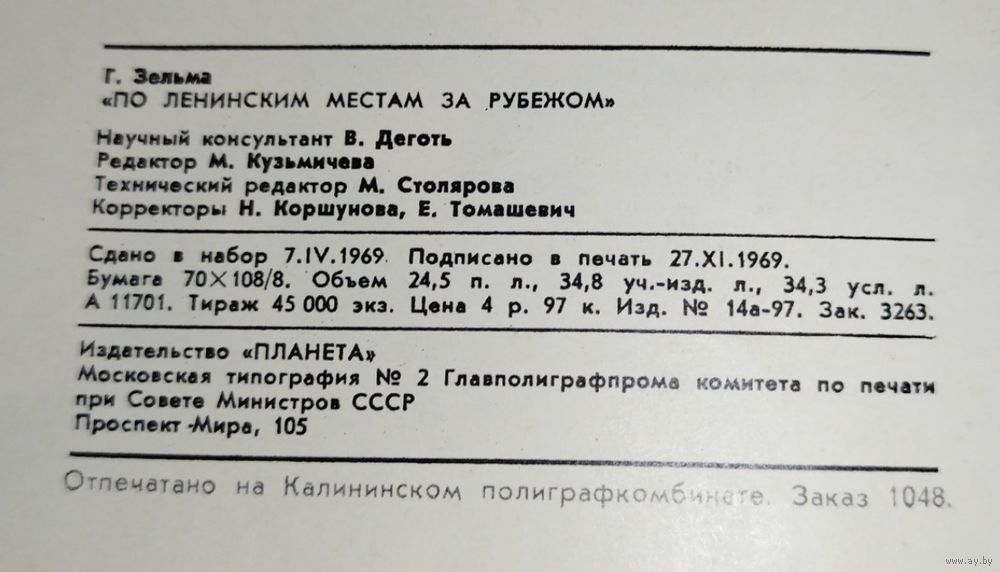 Г. Зельма
«ПО ЛЕНИНСКИМ МЕСТАМ ЗА РУБЕЖОМ»
Научный консультант В. Деготь
Редактор М. Кузьмичева
Технический редактор М. Столярова
Корректоры Н. Коршунова, Е. Томашевич
Сдано в набор 7.IV.1969. Подписано в печать 27.XI.1969.
Бумага 70×108/8. Объем 24,5 п. л., 34,8 уч.-изд. л., 34,3 усл. л.
А 11701. Тираж 45 000 экз. Цена 4 р. 97 к. Изд. № 14а-97. Зак. 3263.
Издательство «ПЛАНЕТА»
Московская типография № 2 Главполиграфпрома комитета по печати
при Совете Министров СССР
Проспект Мира, 105
Отпечатано на Калининском полиграфкомбинате. Заказ 1048.
www.ay.by